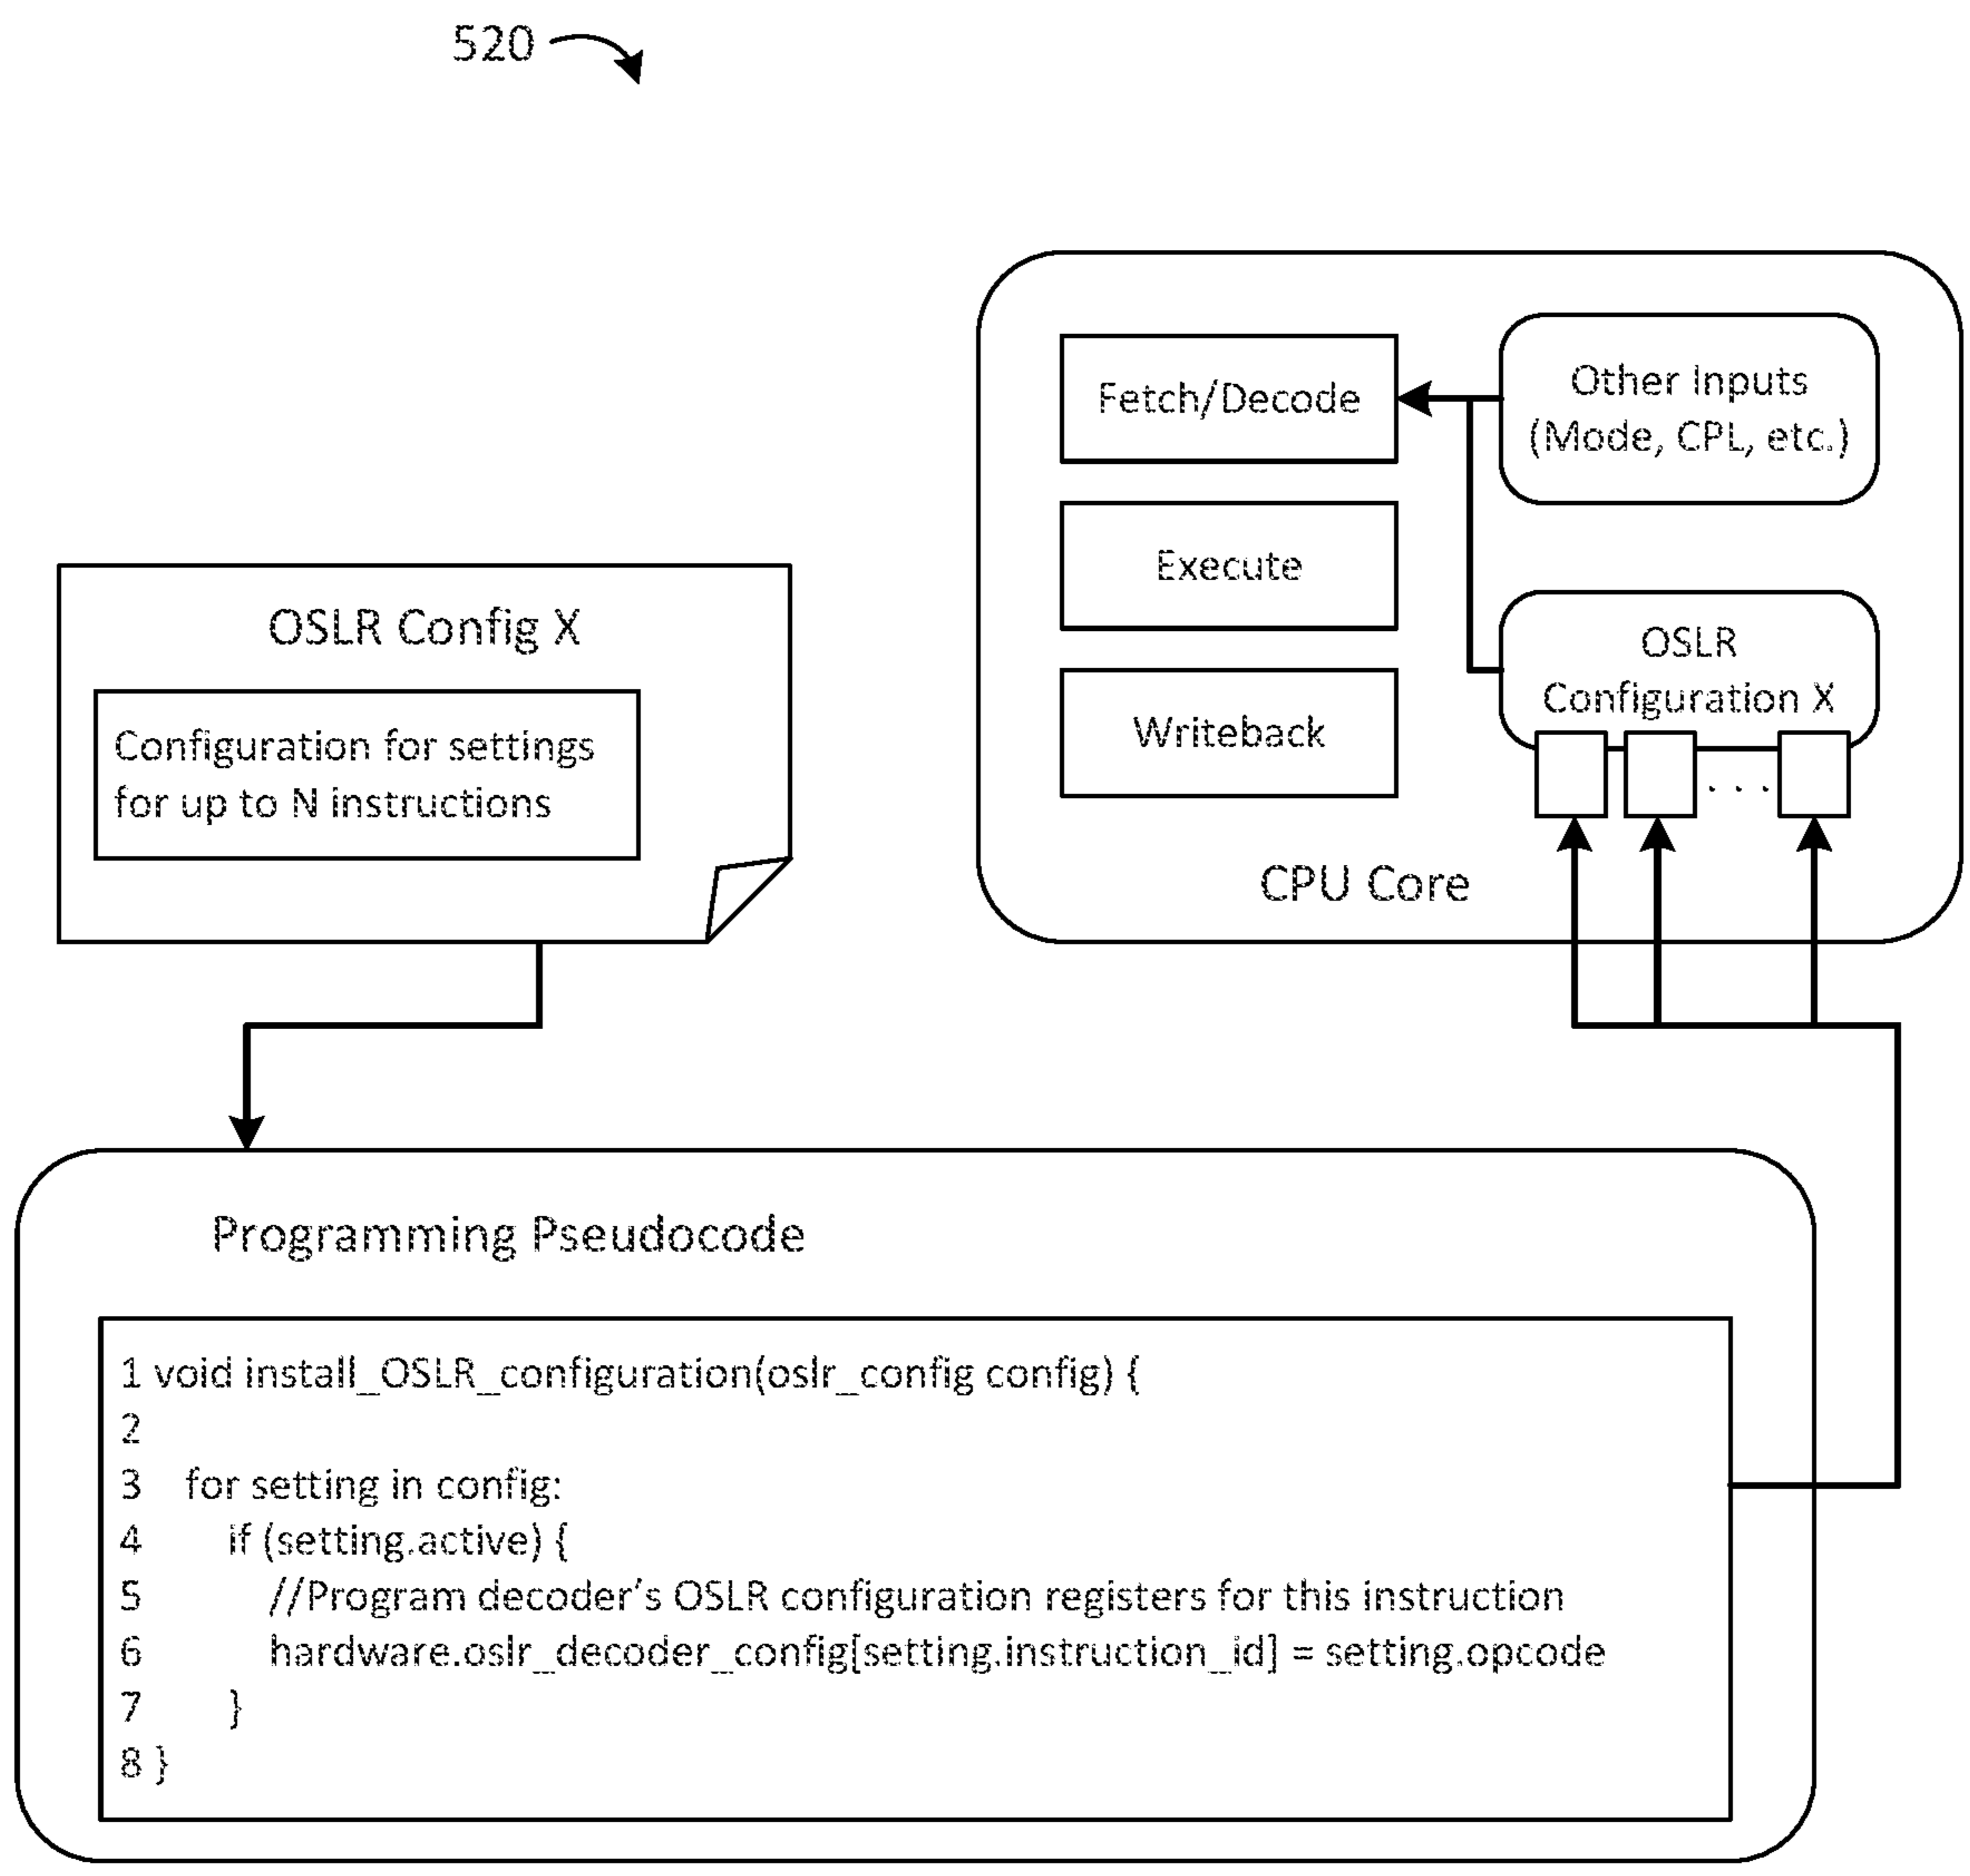 520
Fetch/Decode
Other Inputs
(Mode, CPL, etc.)
Execute
OSLR
Configuration X
Writeback
. . .
CPU Core
OSLR Config X
Configuration for settings
for up to N instructions
Programming Pseudocode
1 void install_OSLR_configuration(oslr_config config) {
2
3 for setting in config:
4 if (setting.active) {
5 //Program decoder's OSLR configuration registers for this instruction
6 hardware.oslr_decoder_config[setting.instruction_id] = setting.opcode
7 }
8 }